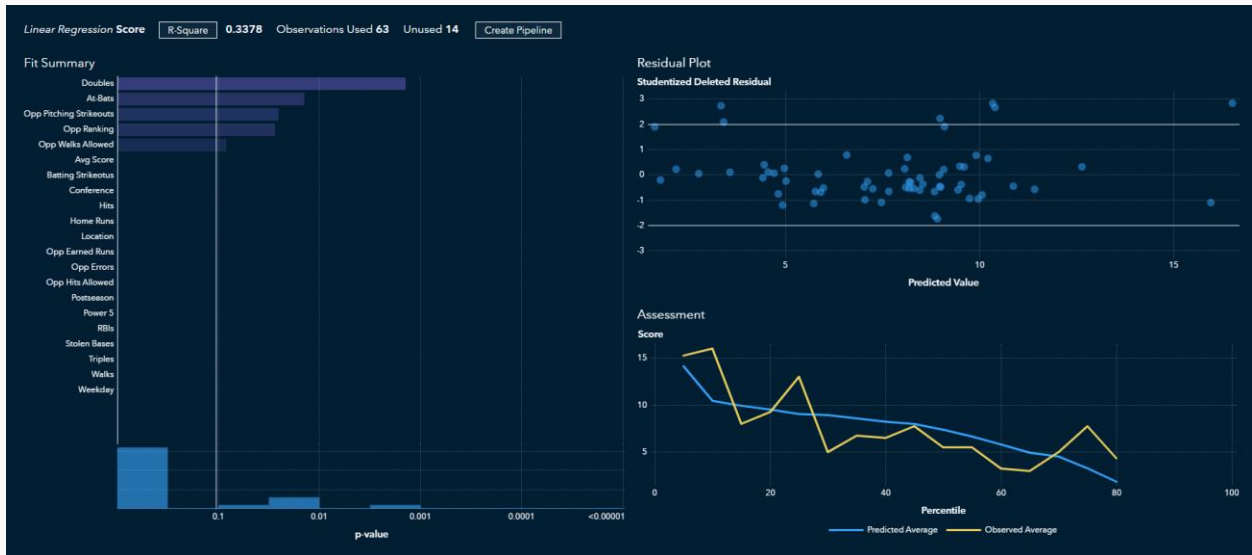 Linear Regression Score R-Square 0.3378 Observations Used 63 Unused 14 Create Pipeline
Fit Summary
Doubles
At-Bats
Opp Pitching Strikeouts
Opp Ranking
Opp Walks Allowed
Avg Score
Batting Strikeotus
Conference
Hits
Home Runs
Location
Opp Earned Runs
Opp Errors
Opp Hits Allowed
Postseason
Power 5
RBIs
Stolen Bases
Triples
Walks
Weekday
0.1 0.01 0.001 0.0001 <0.00001
p-value
Residual Plot
Studentized Deleted Residual
3
2
1
0
-1
-2
-3
5 10 15
Predicted Value
Assessment
Score
15
10
5
0 20 40 60 80 100
Percentile
Predicted Average Observed Average